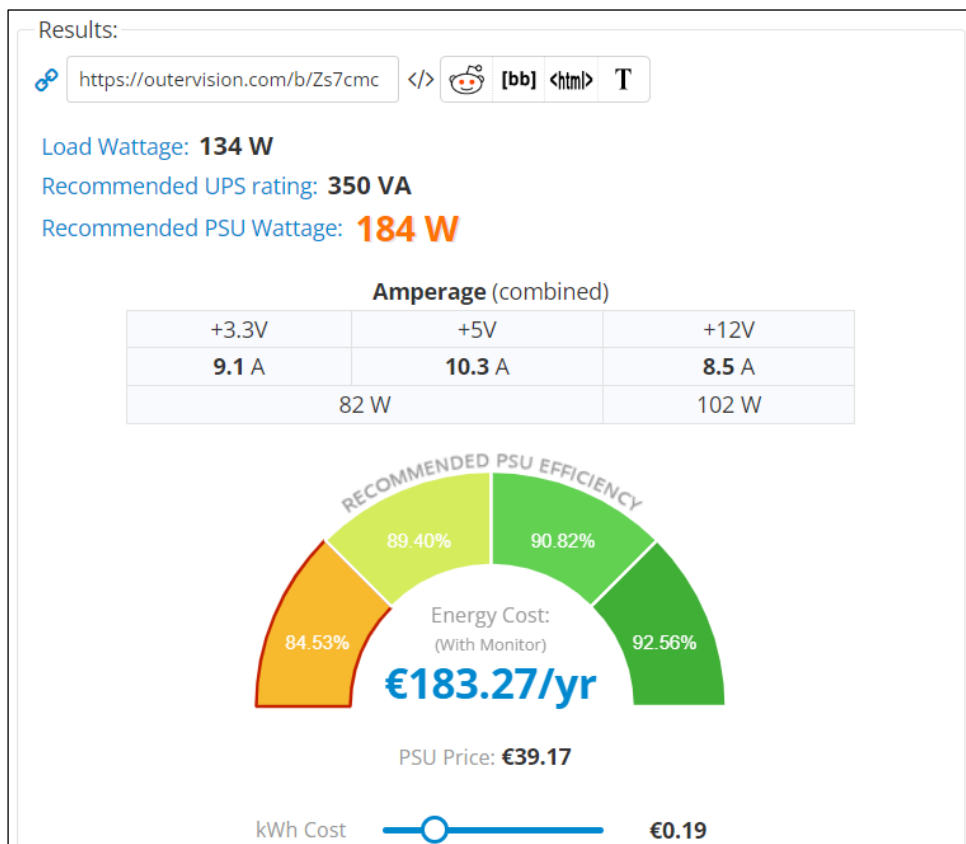 Results:
https://outervision.com/b/Zs7cmc </> [bb] <html> T
Load Wattage: 134 W
Recommended UPS rating: 350 VA
Recommended PSU Wattage: 184 W
Amperage (combined)
+3.3V +5V +12V
9.1 A 10.3 A 8.5 A
82 W 102 W
RECOMMENDED PSU EFFICIENCY
89.40% 90.82%
84.53% 92.56%
Energy Cost:
(With Monitor)
€183.27/yr
PSU Price: €39.17
kWh Cost €0.19